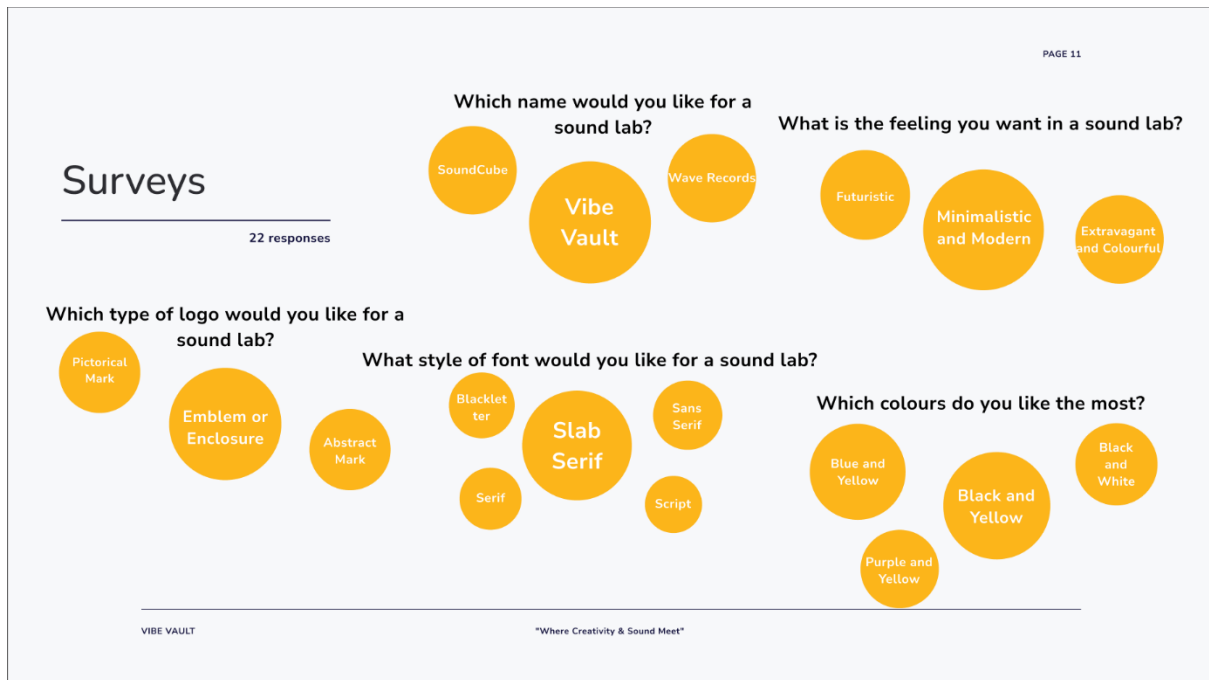 PAGE 11
Surveys
22 responses
Which name would you like for a
sound lab?
SoundCube
Vibe
Vault
Wave Records
What is the feeling you want in a sound lab?
Futuristic
Minimalistic
and Modern
Extravagant
and Colourful
Which type of logo would you like for a
sound lab?
Pictorical
Mark
Emblem or
Enclosure
Abstract
Mark
What style of font would you like for a sound lab?
Blacklet
ter
Slab
Serif
Sans
Serif
Serif
Script
Which colours do you like the most?
Blue and
Yellow
Black and
Yellow
Black
and
White
Purple and
Yellow
VIBE VAULT
"Where Creativity & Sound Meet"